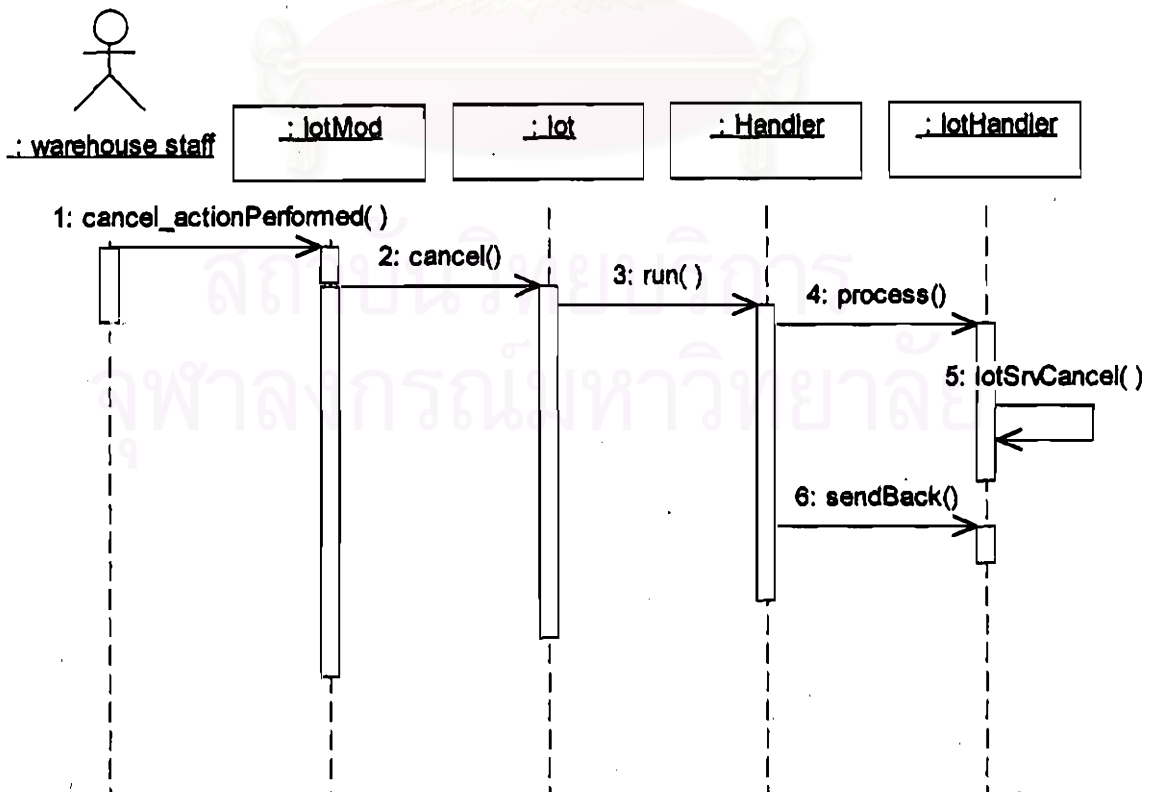 : warehouse staff
: lotMod
: lot
: Handler
: lotHandler
1: cancel_actionPerformed( )
2: cancel()
3: run( )
4: process()
5: lotSrvCancel( )
6: sendBack()
สถาบันวิทยบริการ
จุฬาลงกรณ์มหาวิทยาลัย